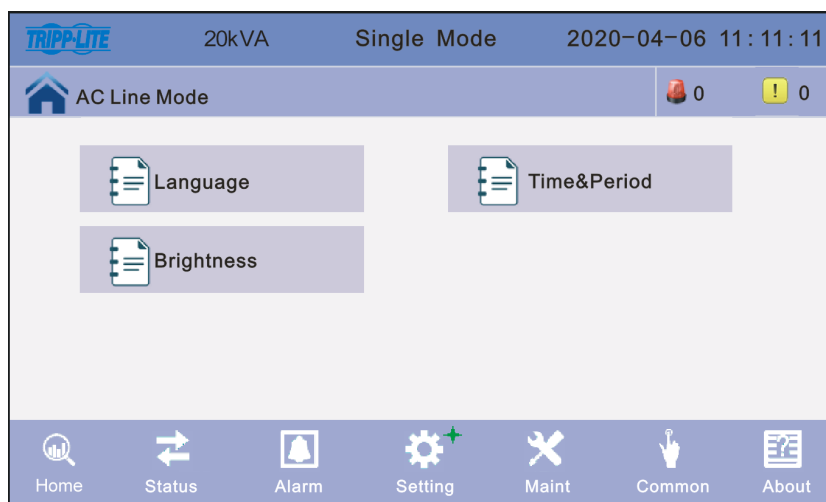 TRIPP-LITE 20kVA Single Mode 2020-04-06 11:11:11
AC Line Mode 0 ! 0
Language Time&Period
Brightness
Home Status Alarm Setting Maint Common About